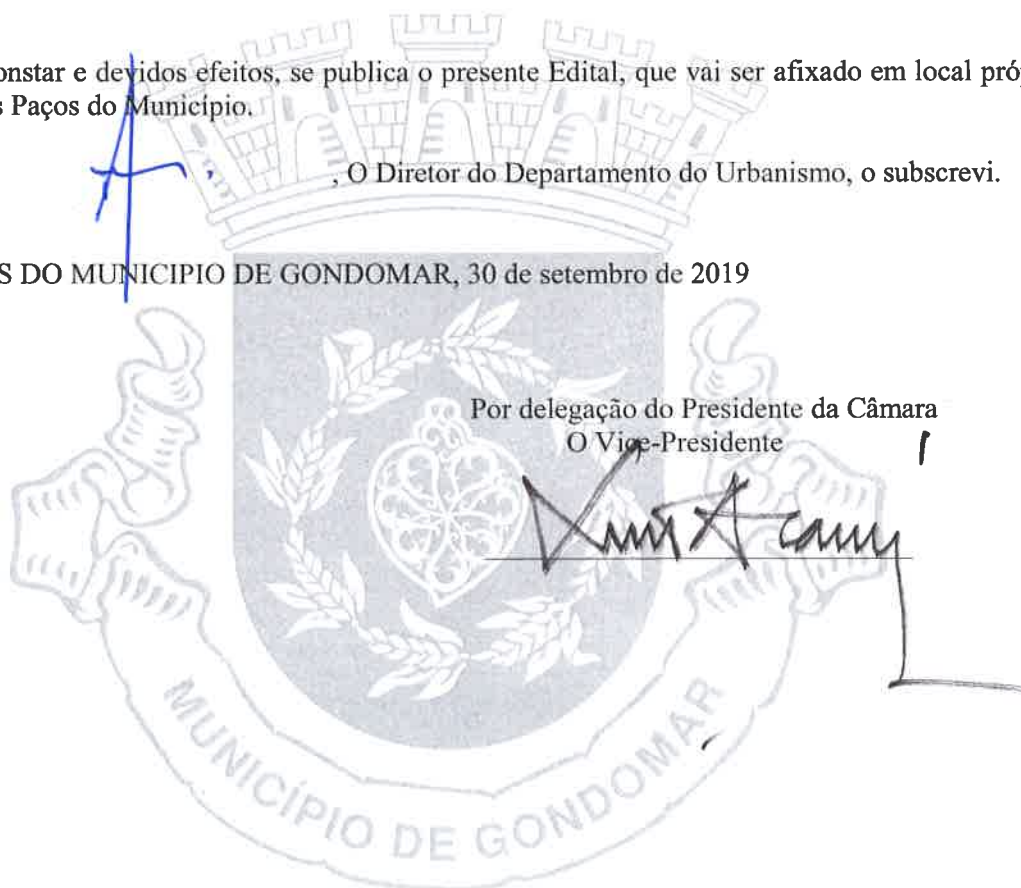 onstar e devidos efeitos, se publica o presente Edital, que vai ser afixado em local pró
s Paços do Município.
, O Diretor do Departamento do Urbanismo, o subscrevi.
S DO MUNICIPIO DE GONDOMAR, 30 de setembro de 2019
Por delegação do Presidente da Câmara
O Vice-Presidente
MUNICÍPIO DE GONDOMAR